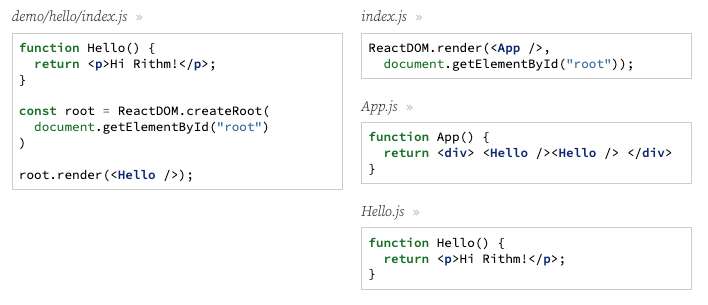 demo/hello/index.js »
function Hello() {
  return <p>Hi Rithm!</p>;
}

const root = ReactDOM.createRoot(
  document.getElementById("root")
)

root.render(<Hello />);
index.js »
ReactDOM.render(<App />,
  document.getElementById("root"));
App.js »
function App() {
  return <div> <Hello /><Hello /> </div>
}
Hello.js »
function Hello() {
  return <p>Hi Rithm!</p>;
}